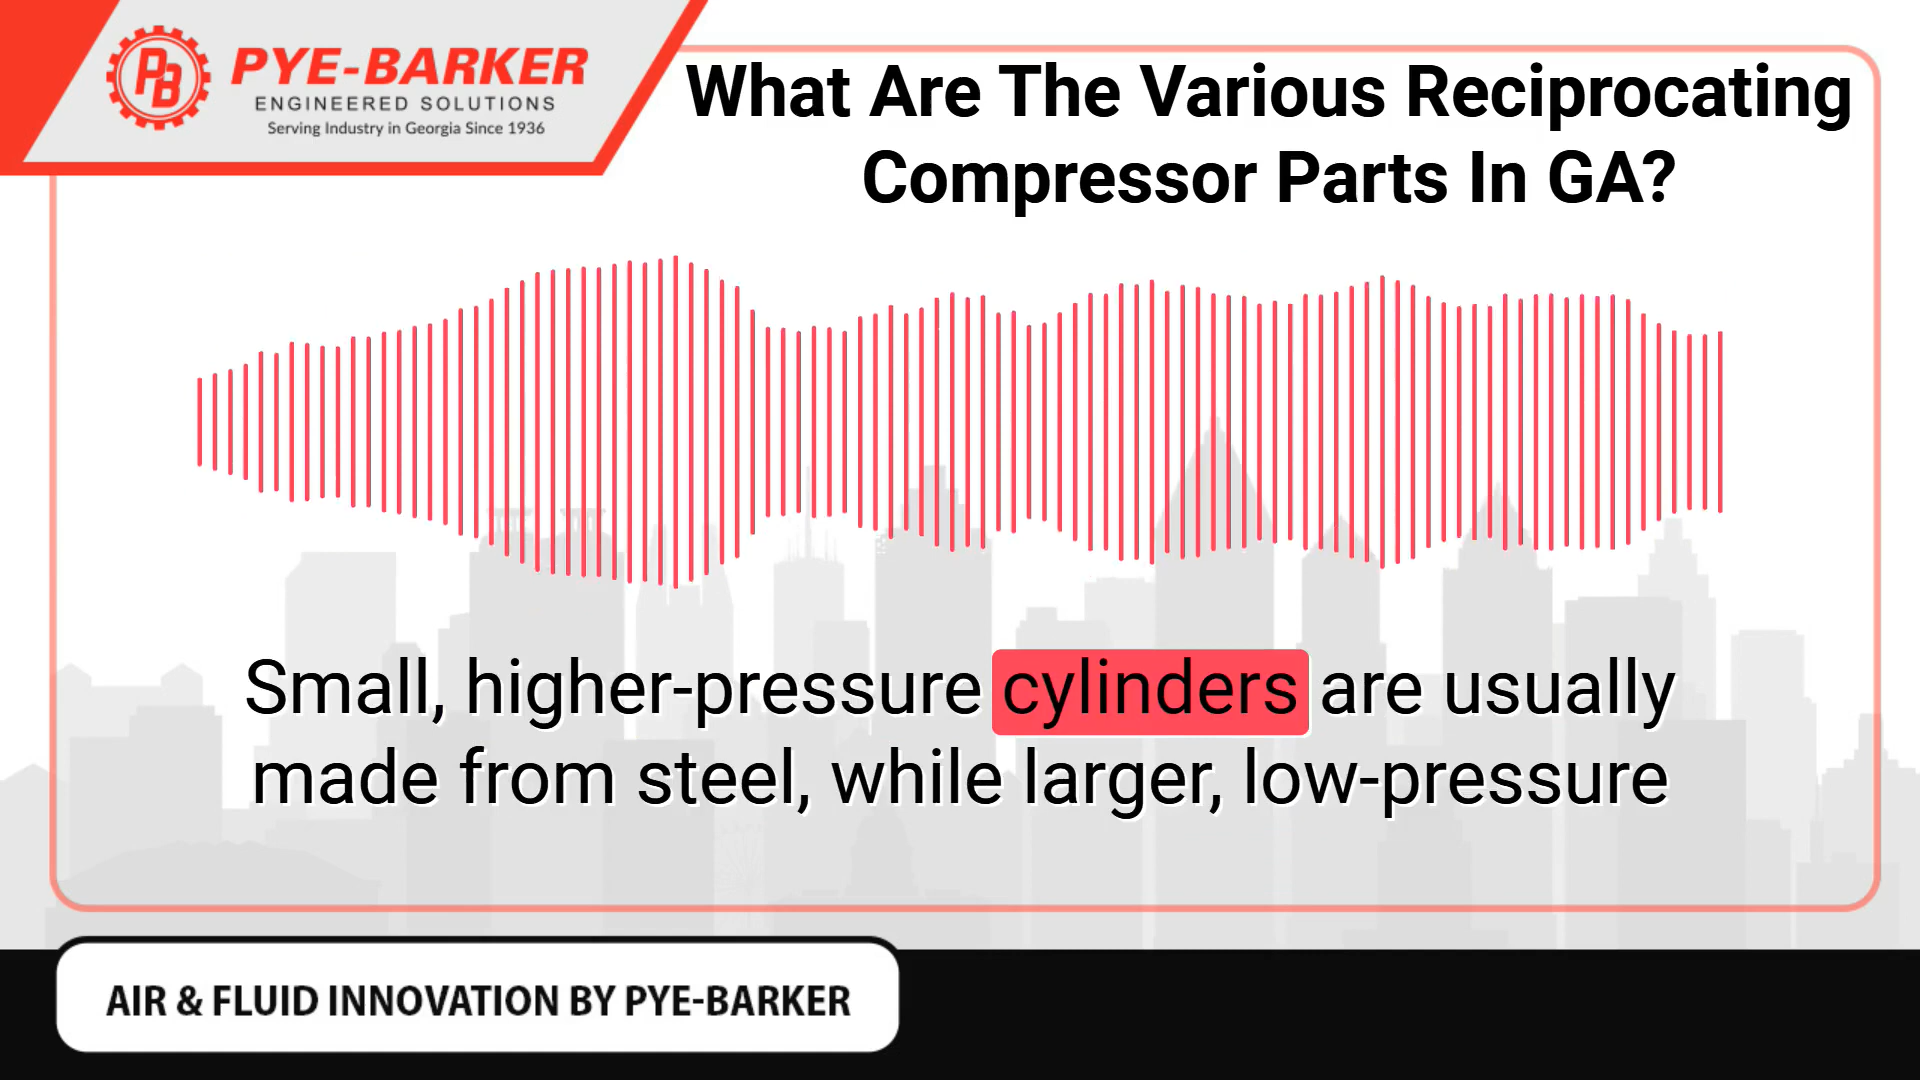 PB
PYE-BARKER
ENGINEERED SOLUTIONS
Serving Industry in Georgia Since 1936
What Are The Various Reciprocating
Compressor Parts In GA?
Small, higher-pressure cylinders are usually
made from steel, while larger, low-pressure
AIR & FLUID INNOVATION BY PYE-BARKER